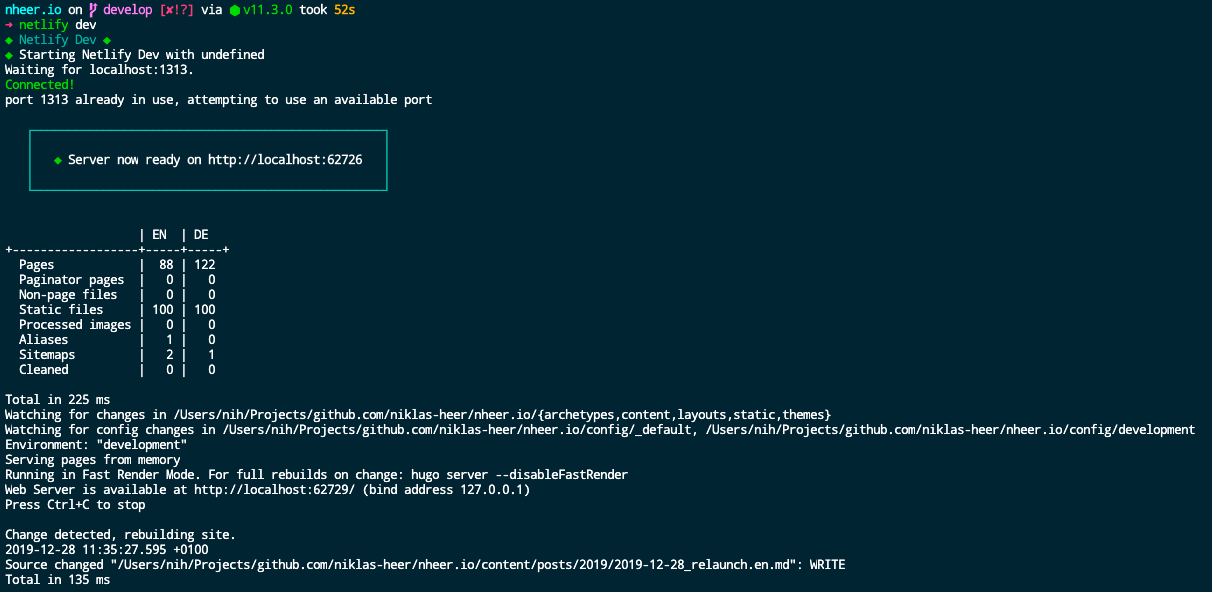 nheer.io on develop [✘!?] via ⬢ v11.3.0 took 52s
➜ netlify dev
◈ Netlify Dev ◈
◈ Starting Netlify Dev with undefined
Waiting for localhost:1313.
Connected!
port 1313 already in use, attempting to use an available port
◈ Server now ready on http://localhost:62726
| EN | DE
+------------------+-----+-----+
Pages | 88 | 122
Paginator pages | 0 | 0
Non-page files | 0 | 0
Static files | 100 | 100
Processed images | 0 | 0
Aliases | 1 | 0
Sitemaps | 2 | 1
Cleaned | 0 | 0
Total in 225 ms
Watching for changes in /Users/nih/Projects/github.com/niklas-heer/nheer.io/{archetypes,content,layouts,static,themes}
Watching for config changes in /Users/nih/Projects/github.com/niklas-heer/nheer.io/config/_default, /Users/nih/Projects/github.com/niklas-heer/nheer.io/config/development
Environment: "development"
Serving pages from memory
Running in Fast Render Mode. For full rebuilds on change: hugo server --disableFastRender
Web Server is available at http://localhost:62729/ (bind address 127.0.0.1)
Press Ctrl+C to stop
Change detected, rebuilding site.
2019-12-28 11:35:27.595 +0100
Source changed "/Users/nih/Projects/github.com/niklas-heer/nheer.io/content/posts/2019/2019-12-28_relaunch.en.md": WRITE
Total in 135 ms